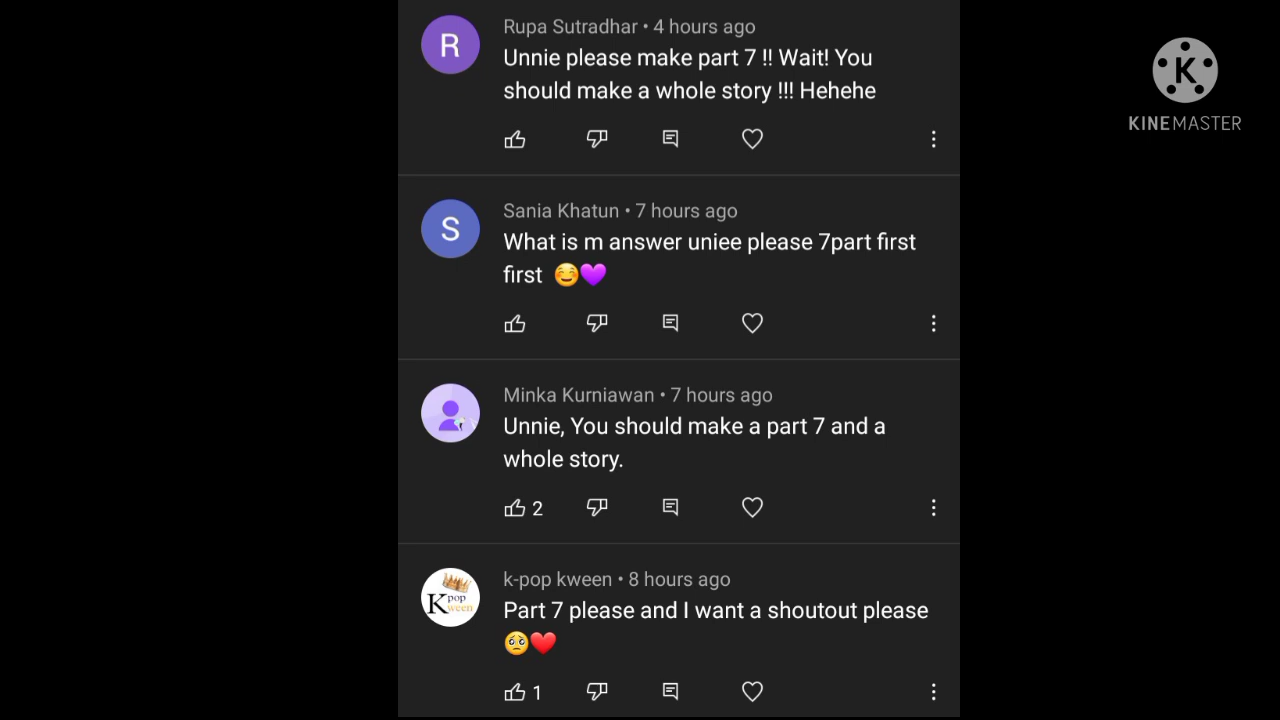 R
Rupa Sutradhar • 4 hours ago
Unnie please make part 7 !! Wait! You
should make a whole story !!! Hehehe
K
KINEMASTER
S
Sania Khatun • 7 hours ago
What is m answer uniee please 7part first
first ☺️💜
Minka Kurniawan • 7 hours ago
Unnie, You should make a part 7 and a
whole story.
2
Kpop
Kween
k-pop kween • 8 hours ago
Part 7 please and I want a shoutout please
🥺❤️
1